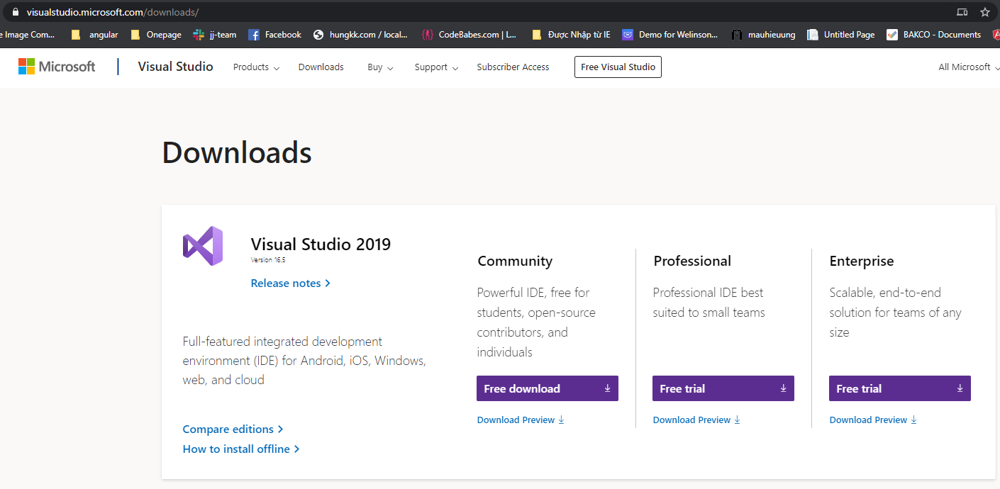 visualstudio.microsoft.com/downloads/
e Image Com... angular Onepage jj-team Facebook hungkk.com / local... CodeBabes.com | L... Được Nhập từ IE Demo for Welinson... mauhieuung Untitled Page BAKCO - Documents
Microsoft Visual Studio Products Downloads Buy Support Subscriber Access Free Visual Studio All Microsoft
Downloads
Visual Studio 2019
Version 16.5
Release notes
Full-featured integrated development
environment (IDE) for Android, iOS, Windows,
web, and cloud
Compare editions
How to install offline
Community
Powerful IDE, free for
students, open-source
contributors, and
individuals
Free download
Download Preview
Professional
Professional IDE best
suited to small teams
Free trial
Download Preview
Enterprise
Scalable, end-to-end
solution for teams of any
size
Free trial
Download Preview